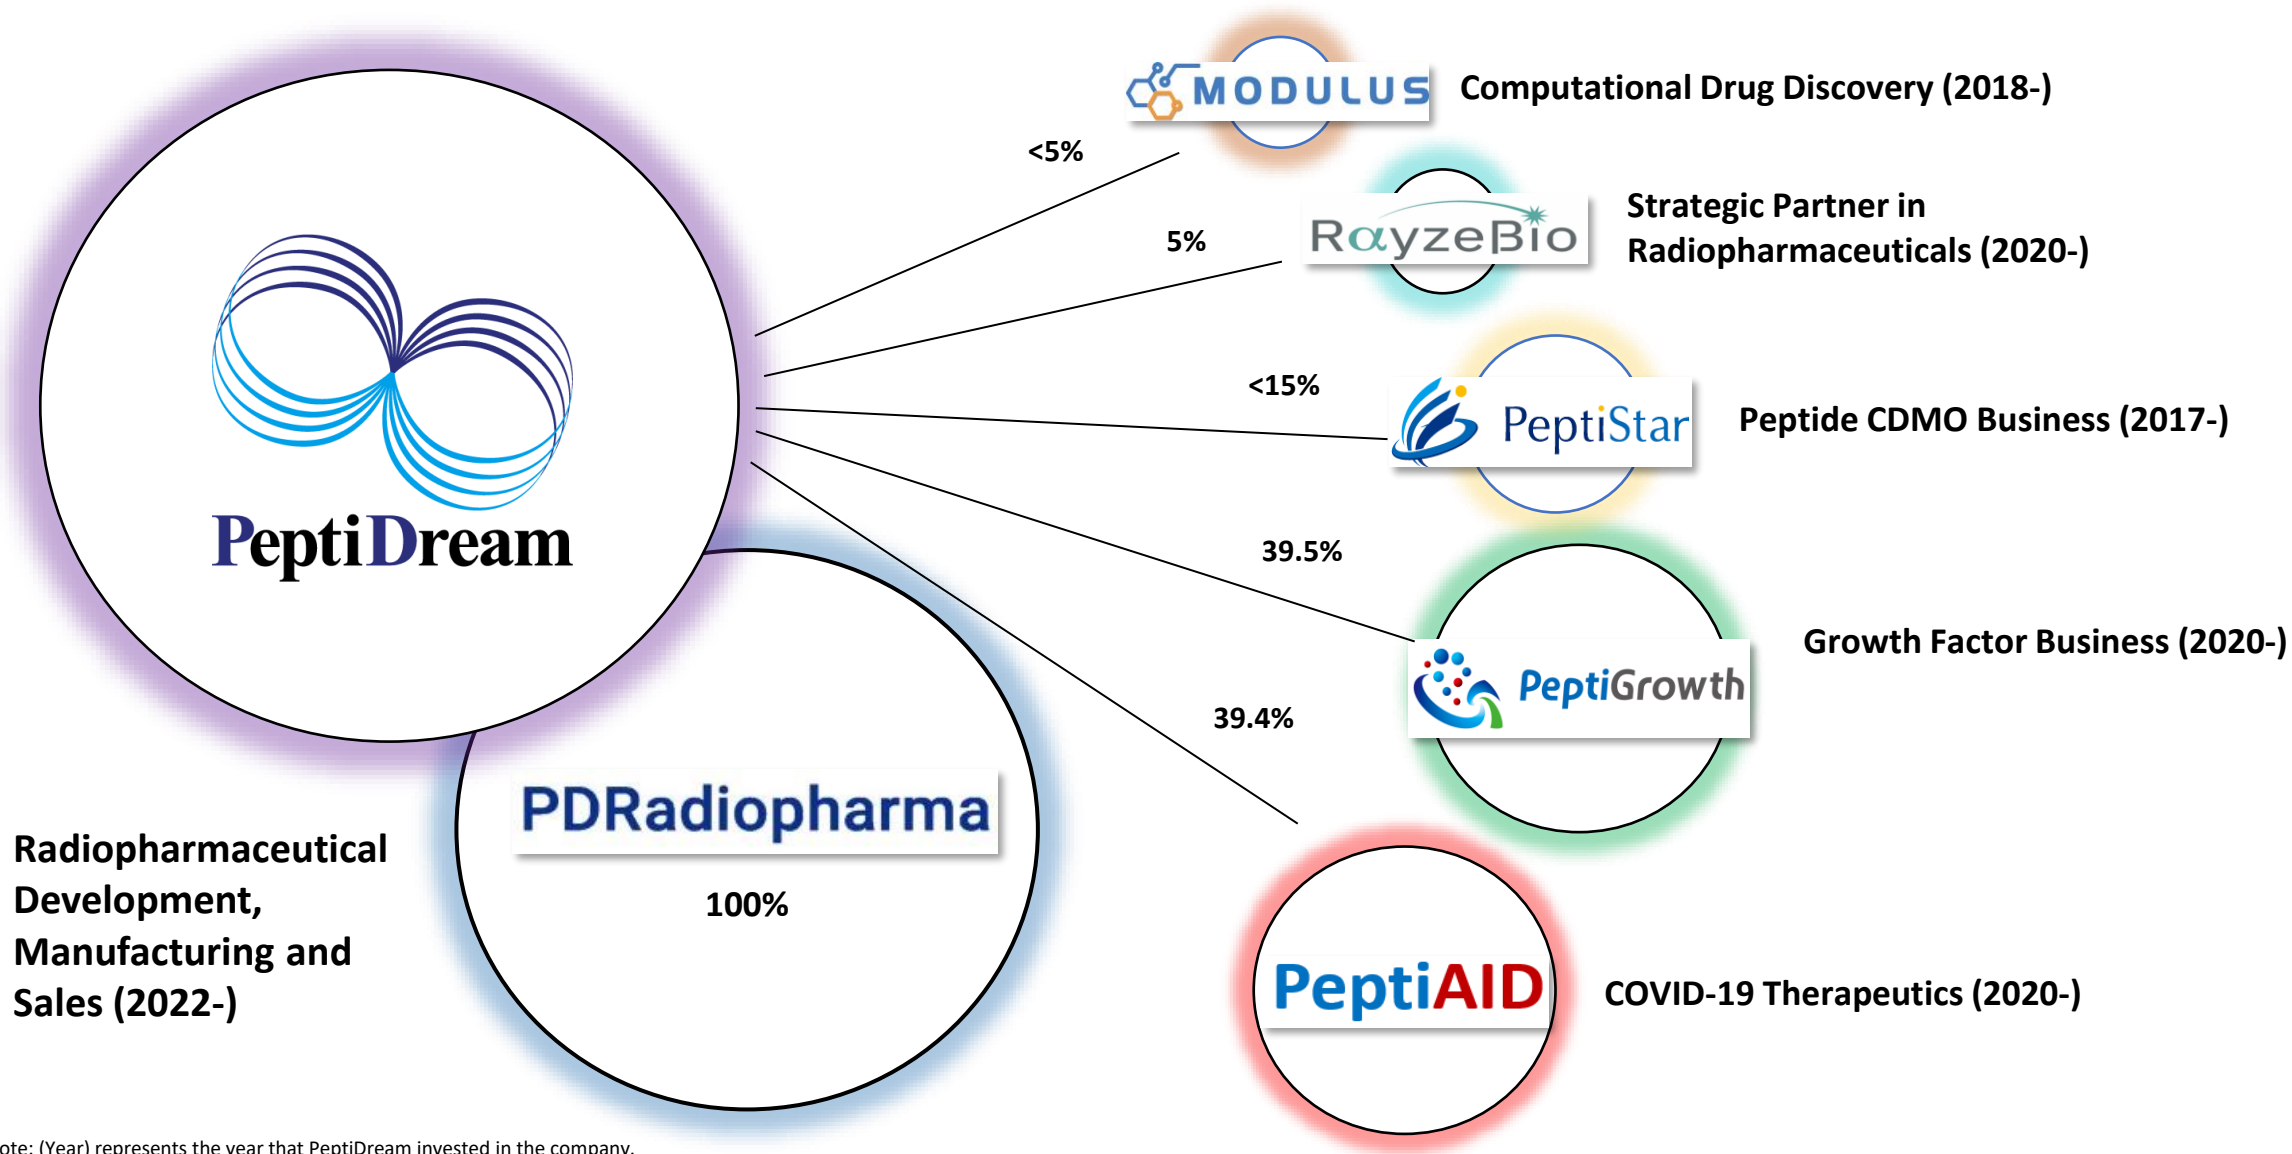 PeptiDream
PDRadiopharma
100%
Radiopharmaceutical
Development,
Manufacturing and
Sales (2022-)
<5%
MODULUS
Computational Drug Discovery (2018-)
5%
RαyzeBio
Strategic Partner in
Radiopharmaceuticals (2020-)
<15%
PeptiStar
Peptide CDMO Business (2017-)
39.5%
PeptiGrowth
Growth Factor Business (2020-)
39.4%
PeptiAID
COVID-19 Therapeutics (2020-)
ote: (Year) represents the year that PeptiDream invested in the company.